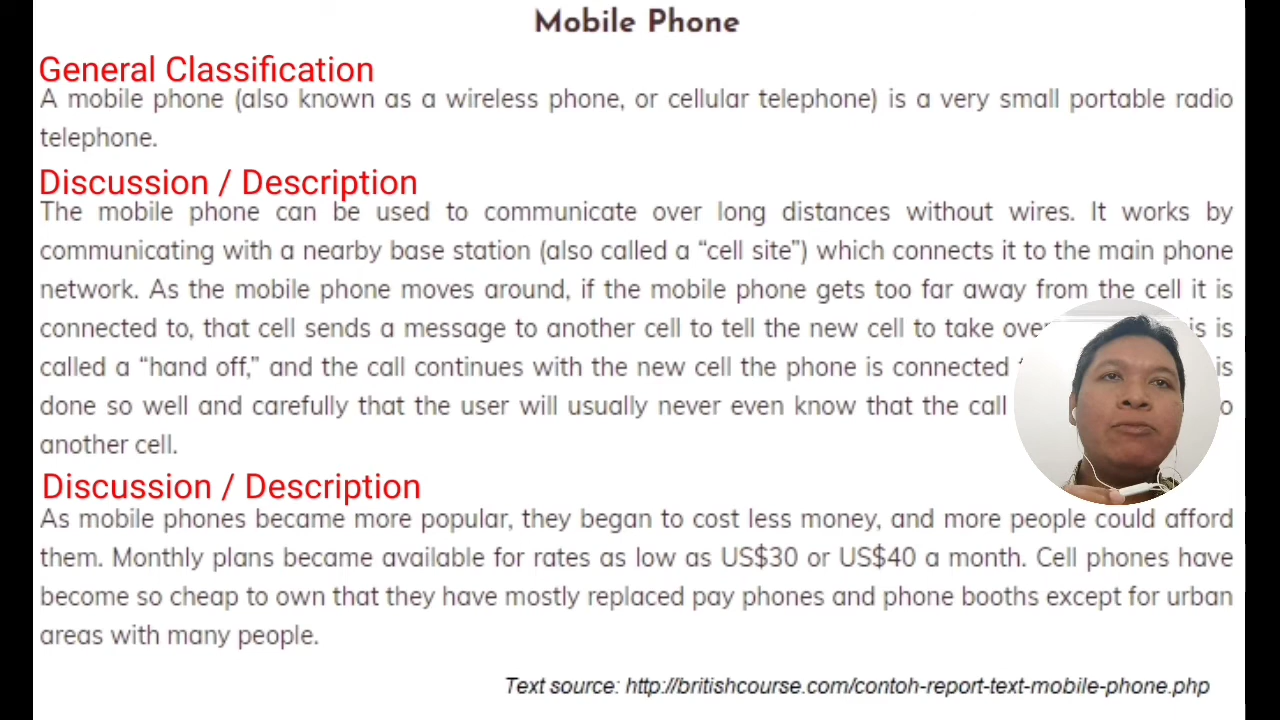 Mobile Phone
General Classification
A mobile phone (also known as a wireless phone, or cellular telephone) is a very small portable radio
telephone.
Discussion / Description
The mobile phone can be used to communicate over long distances without wires. It works by
communicating with a nearby base station (also called a “cell site”) which connects it to the main phone
network. As the mobile phone moves around, if the mobile phone gets too far away from the cell it is
connected to, that cell sends a message to another cell to tell the new cell to take over is
called a “hand off,” and the call continues with the new cell the phone is connected is
done so well and carefully that the user will usually never even know that the call
another cell.
Discussion / Description
As mobile phones became more popular, they began to cost less money, and more people could afford
them. Monthly plans became available for rates as low as US$30 or US$40 a month. Cell phones have
become so cheap to own that they have mostly replaced pay phones and phone booths except for urban
areas with many people.
Text source: http://britishcourse.com/contoh-report-text-mobile-phone.php